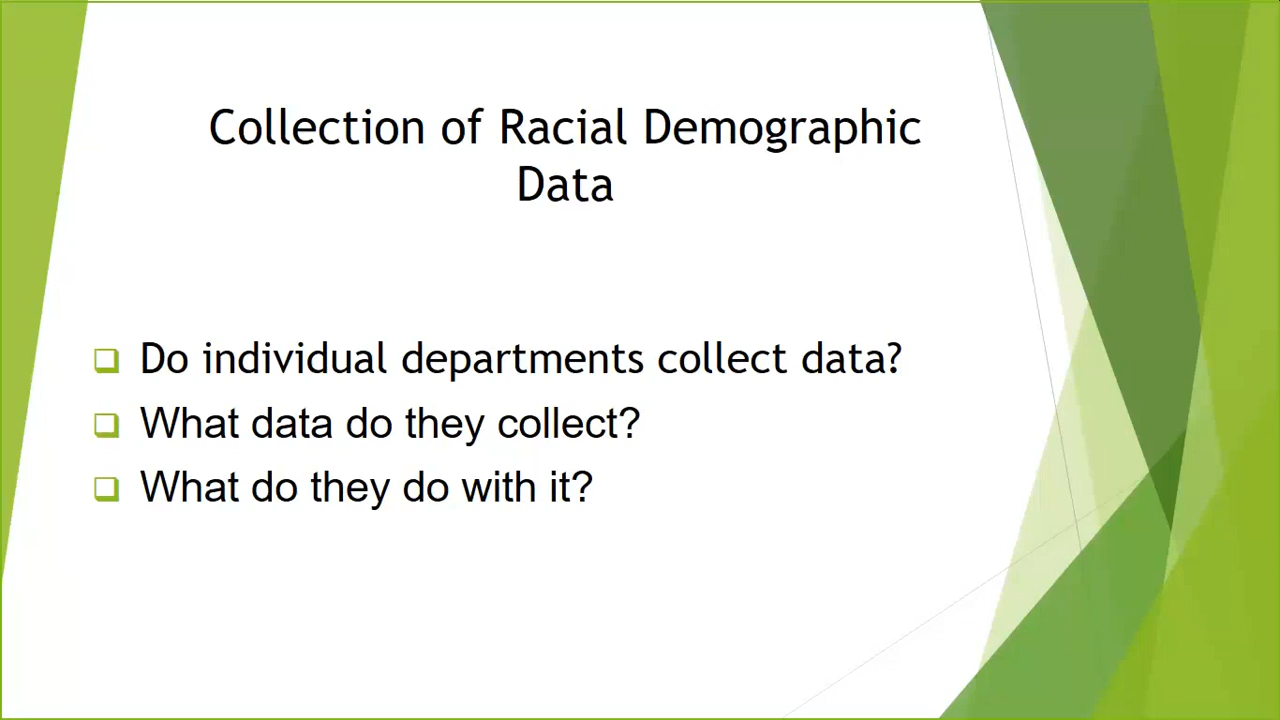 Collection of Racial Demographic
Data
Do individual departments collect data?
What data do they collect?
What do they do with it?